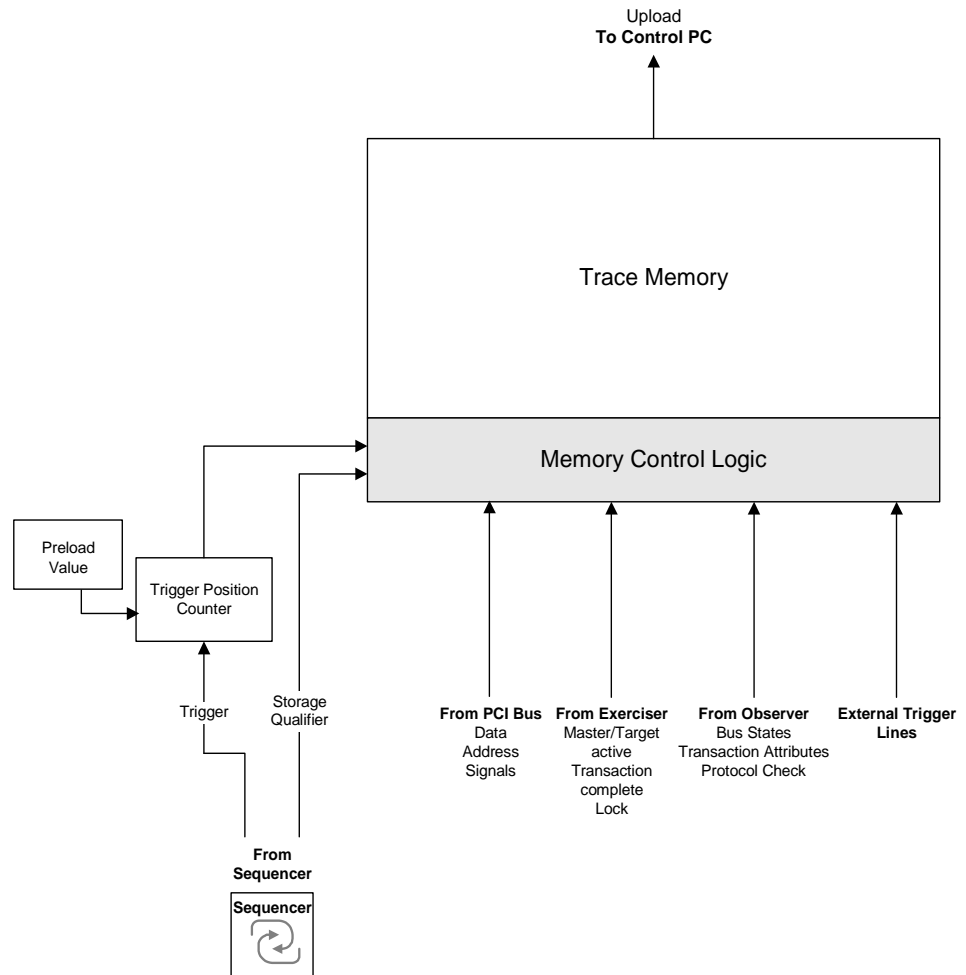 Upload
To Control PC
Trace Memory
Memory Control Logic
Preload
Value
Trigger Position
Counter
Trigger
Storage
Qualifier
From PCI Bus
Data
Address
Signals
From Exerciser
Master/Target
active
Transaction
complete
Lock
From Observer
Bus States
Transaction Attributes
Protocol Check
External Trigger
Lines
From
Sequencer
Sequencer